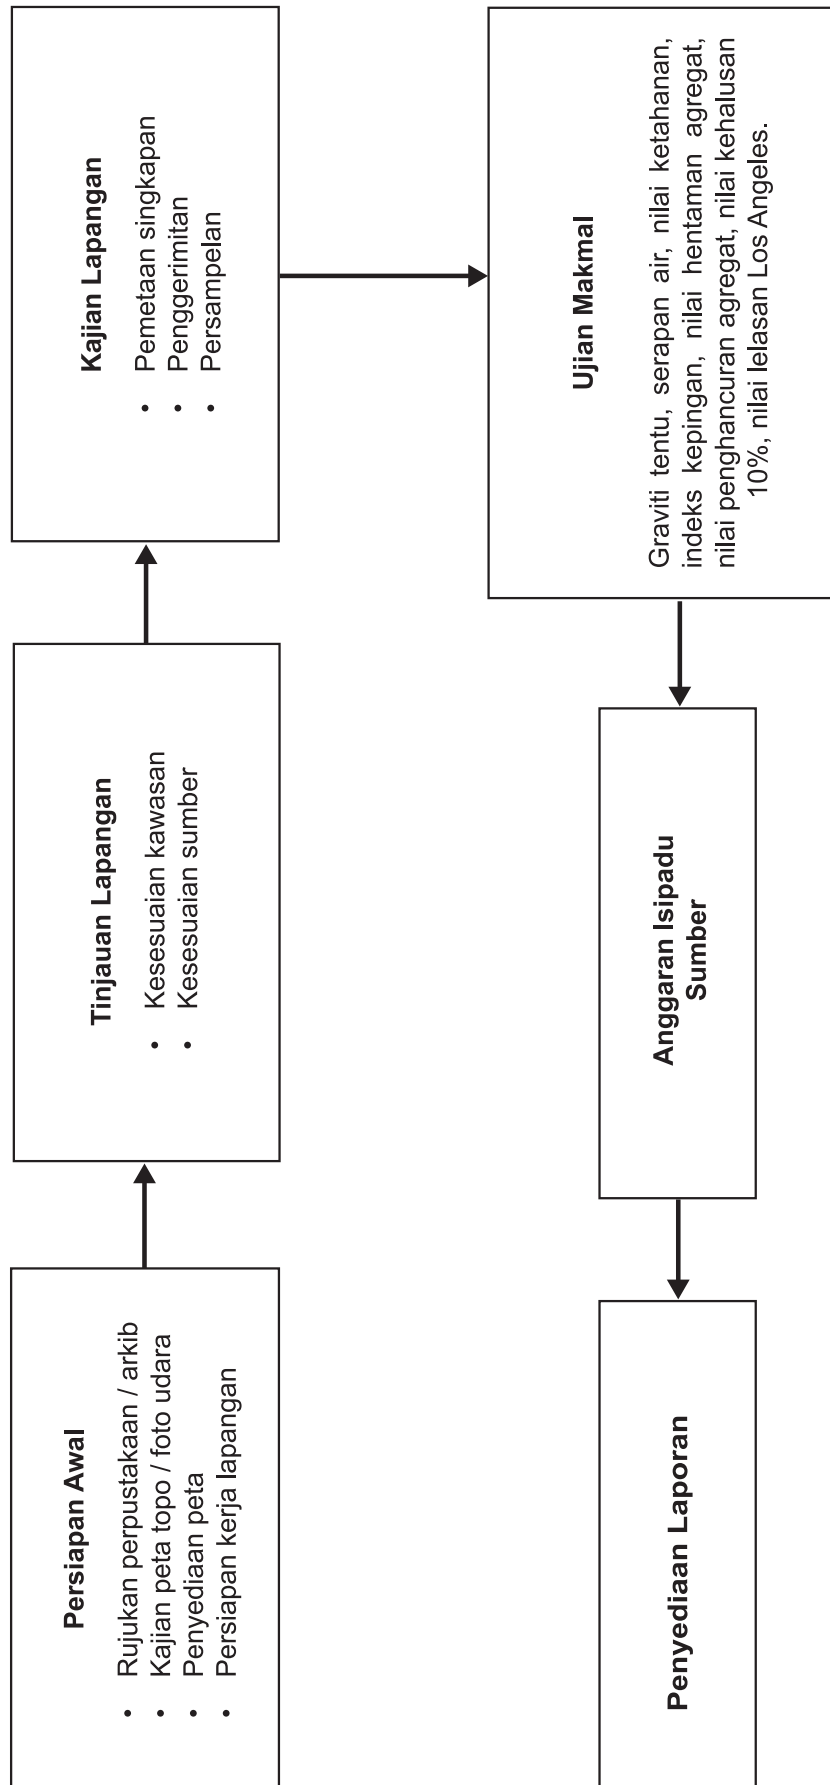 Persiapan Awal
• Rujukan perpustakaan / arkib
• Kajian peta topo / foto udara
• Penyediaan peta
• Persiapan kerja lapangan
Tinjauan Lapangan
• Kesesuaian kawasan
• Kesesuaian sumber
Kajian Lapangan
• Pemetaan singkapan
• Penggerimitan
• Persampelan
Ujian Makmal
Graviti tentu, serapan air, nilai ketahanan,
indeks kepingan, nilai hentaman agregat,
nilai penghancuran agregat, nilai kehalusan
10%, nilai lelasan Los Angeles.
Anggaran Isipadu
Sumber
Penyediaan Laporan